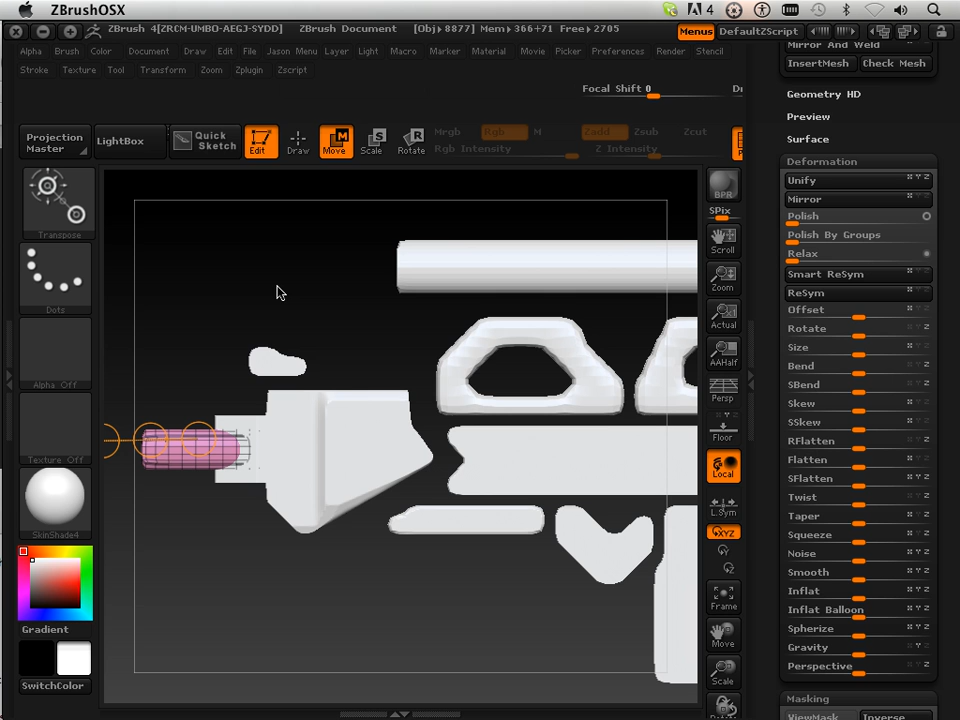 ZBrushOSX
4
ZBrush 4[ZRCM-UMBO-AEGJ-SYDD] ZBrush Document [Obj▸8877] Mem▸366+71 Free▸2705 Menus DefaultZScript
Alpha Brush Color Document Draw Edit File Jason Menu Layer Light Macro Marker Material Movie Picker Preferences Render Stencil
Stroke Texture Tool Transform Zoom Zplugin Zscript
Focal Shift 0
Projection Master
LightBox
Quick Sketch
Edit
Draw
Move
Scale
Rotate
Mrgb Rgb M
Rgb Intensity
Zadd Zsub Zcut
Z Intensity
Transpose
Dots
Alpha Off
Texture Off
SkinShade4
Gradient
SwitchColor
BPR
SPix
Scroll
Zoom
Actual
AAHalf
Persp
Floor
Local
L.Sym
XYZ
Y
Z
Frame
Move
Scale
Mirror And Weld
InsertMesh Check Mesh
Geometry HD
Preview
Surface
Deformation
Unify
Mirror
Polish
Polish By Groups
Relax
Smart ReSym
ReSym
Offset
Rotate
Size
Bend
SBend
Skew
SSkew
RFlatten
Flatten
SFlatten
Twist
Taper
Squeeze
Noise
Smooth
Inflat
Inflat Balloon
Spherize
Gravity
Perspective
Masking
ViewMask Inverse